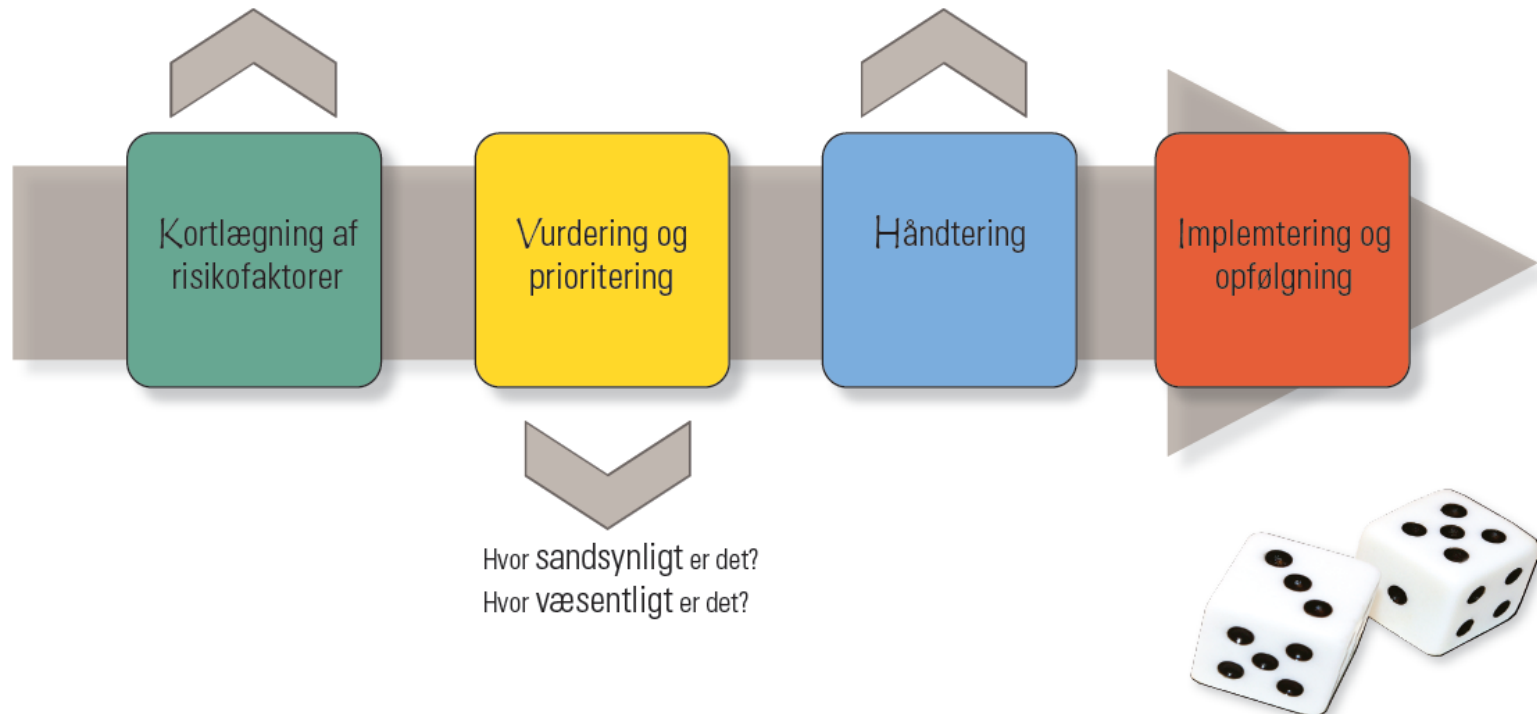 Kortlægning af
risikofaktorer
Vurdering og
prioritering
Håndtering
Implemtering og
opfølgning
Hvor sandsynligt er det?
Hvor væsentligt er det?